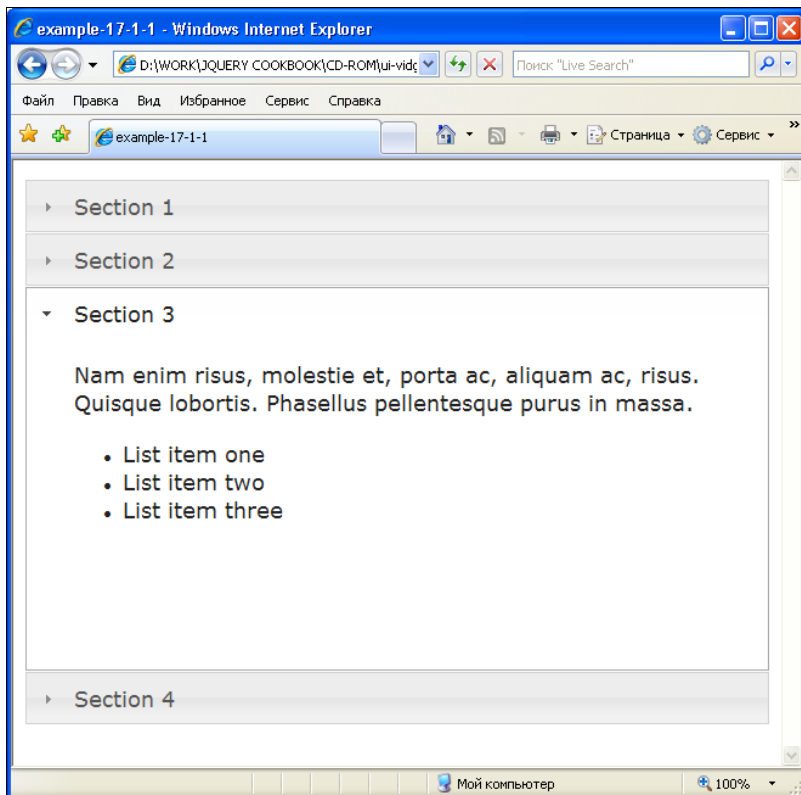 example-17-1-1 - Windows Internet Explorer
D:\WORK\JQUERY COOKBOOK\CD-ROM\ui-vidg
Поиск "Live Search"
Файл Правка Вид Избранное Сервис Справка
example-17-1-1
Страница
Сервис
»
Section 1
Section 2
Section 3
Nam enim risus, molestie et, porta ac, aliquam ac, risus.
Quisque lobortis. Phasellus pellentesque purus in massa.
• List item one
• List item two
• List item three
Section 4
Мой компьютер
100%